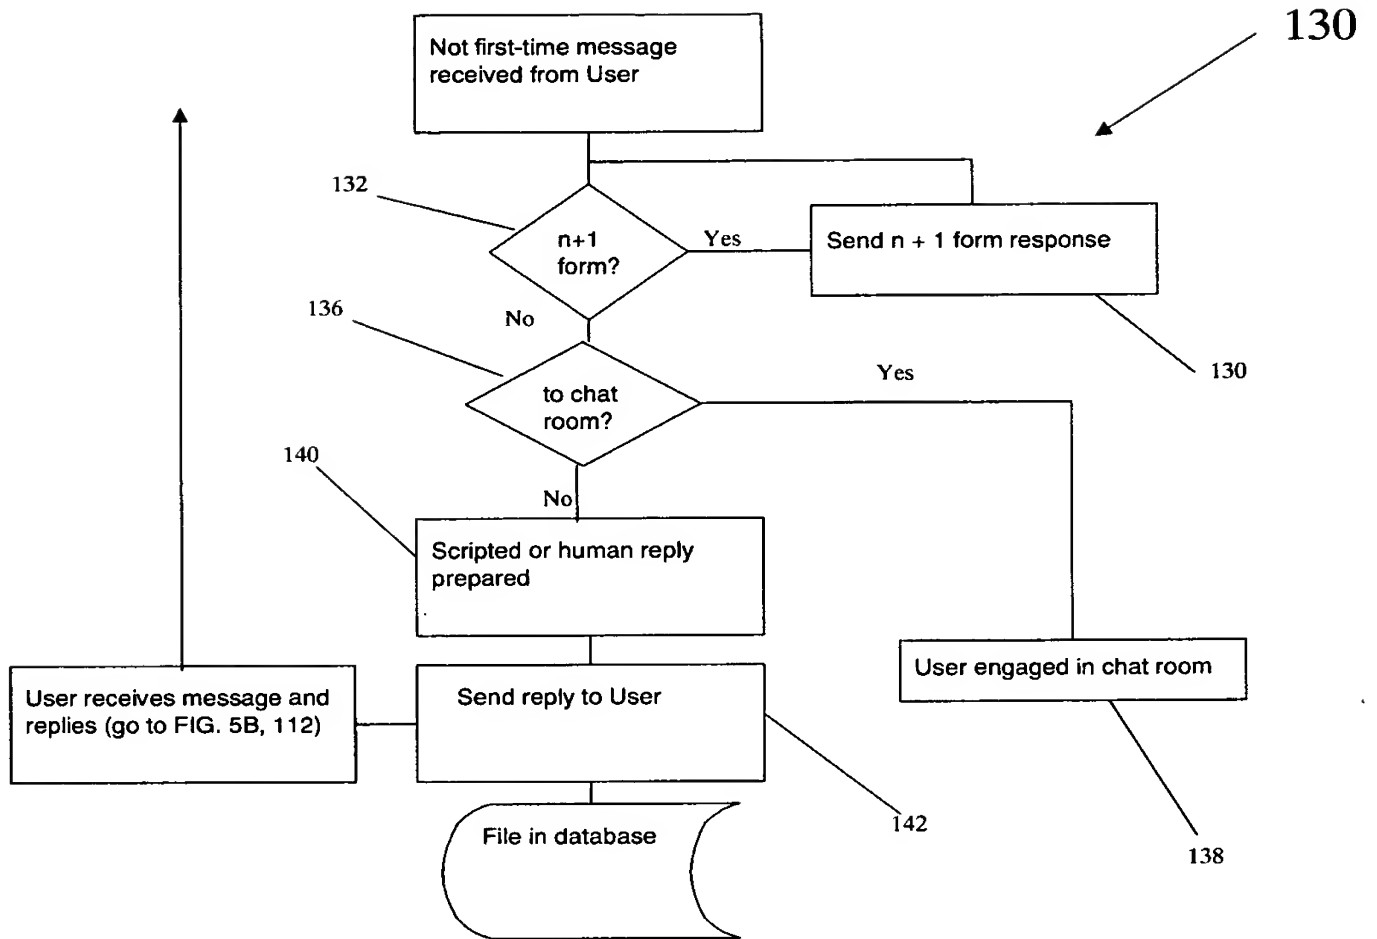 130
Not first-time message
received from User
132
n+1
form?
Yes
Send n + 1 form response
130
No
136
to chat
room?
Yes
140
No
Scripted or human reply
prepared
User engaged in chat room
138
User receives message and
replies (go to FIG. 5B, 112)
Send reply to User
142
File in database